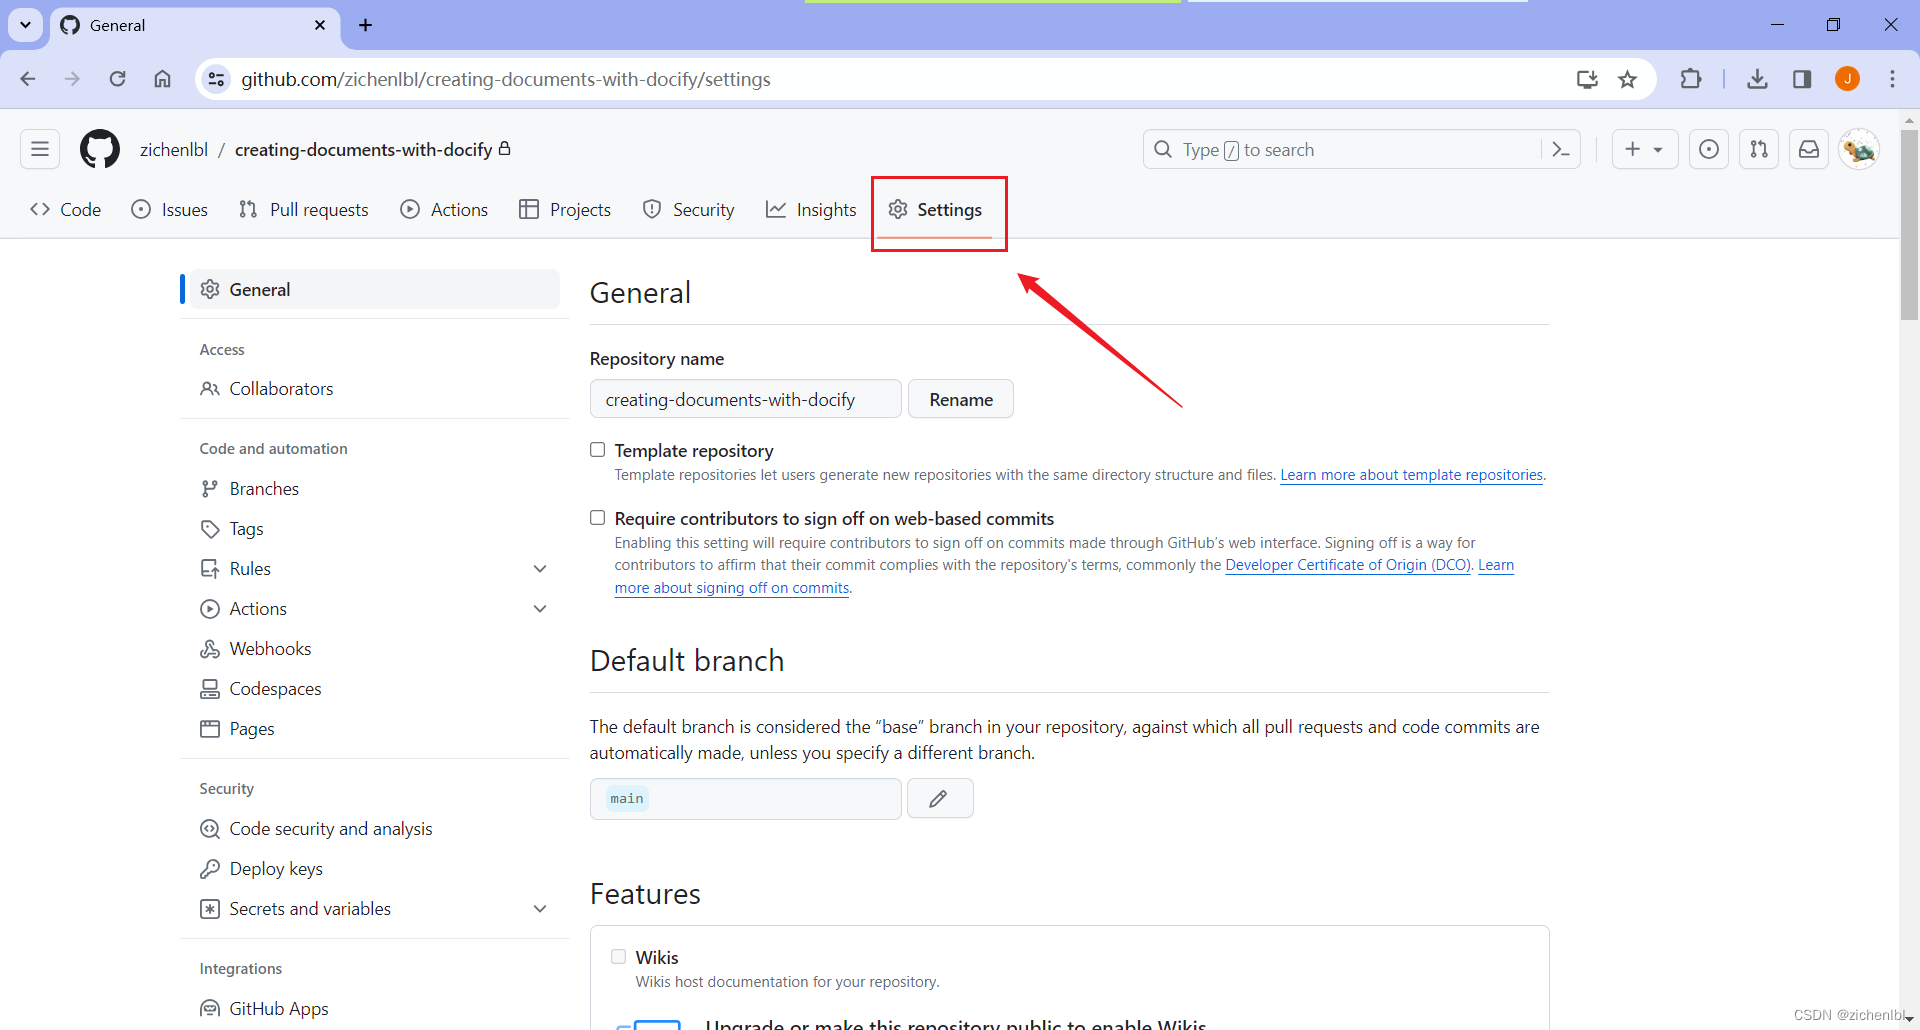 General
github.com/zichenlbl/creating-documents-with-docify/settings
J
zichenlbl / creating-documents-with-docify
Type / to search
Code Issues Pull requests Actions Projects Security Insights Settings
General
Access
Collaborators
Code and automation
Branches
Tags
Rules
Actions
Webhooks
Codespaces
Pages
Security
Code security and analysis
Deploy keys
Secrets and variables
Integrations
GitHub Apps
General
Repository name
creating-documents-with-docify Rename
Template repository
Template repositories let users generate new repositories with the same directory structure and files. Learn more about template repositories.
Require contributors to sign off on web-based commits
Enabling this setting will require contributors to sign off on commits made through GitHub’s web interface. Signing off is a way for
contributors to affirm that their commit complies with the repository's terms, commonly the Developer Certificate of Origin (DCO). Learn
more about signing off on commits.
Default branch
The default branch is considered the “base” branch in your repository, against which all pull requests and code commits are
automatically made, unless you specify a different branch.
main
Features
Wikis
Wikis host documentation for your repository.
Upgrade or make this repository public to enable Wikis
CSDN @zichenlbl